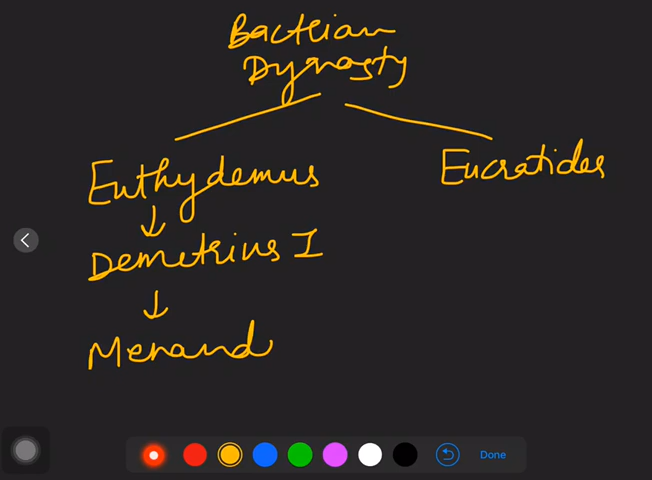 Bactrian
Dynasty
Euthydemus
Eucratides
↓
Demetrius I
↓
Menand
Done